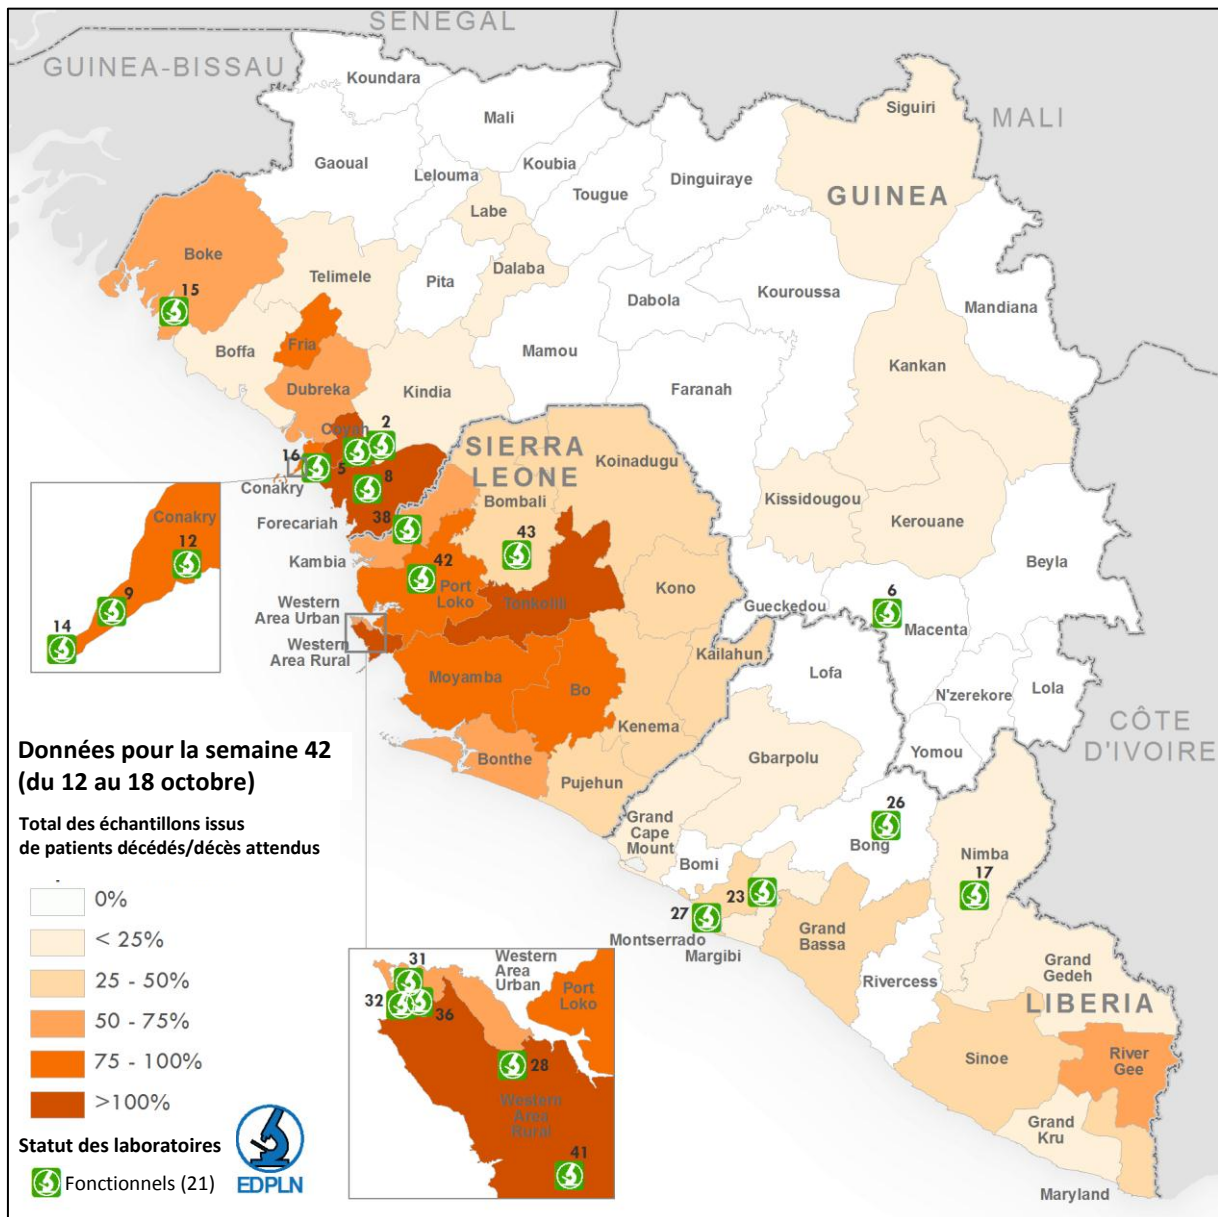 SENEGAL
GUINEA-BISSAU
MALI
Koundara
Mali
Siguiri
Gaoual
Koubia
Lelouma
Tougue
Dinguiraye
GUINEA
Labe
Boke
Dalaba
Telimele
Pita
Dabola
Kouroussa
Mandiana
15
Boffa
Fria
Mamou
Kankan
Dubreka
Kindia
Faranah
Coyah
2
SIERRA
LEONE
Koinadugu
16
5
8
Conakry
Bombali
Kissidougou
Kerouane
Forecariah
38
43
Conakry
12
Kambia
42
Port
Loko
Beyla
9
Western
Area Urban
Tonkolili
Kono
Gueckedou
6
Macenta
14
Western
Area Rural
Kailahun
Lofa
Moyamba
Bo
N'zerekore
Lola
Kenema
CÔTE
D'IVOIRE
Yomou
Bonthe
Pujehun
Gbarpolu
Données pour la semaine 42
(du 12 au 18 octobre)
Grand
Cape
Mount
26
Bong
Total des échantillons issus
de patients décédés/décès attendus
Bomi
Nimba
17
0%
23
27
Montserrado
Margibi
Grand
Bassa
< 25%
Grand
Gedeh
25 - 50%
Rivercess
LIBERIA
50 - 75%
Sinoe
River
Gee
75 - 100%
>100%
Grand
Kru
Maryland
31
Western
Area
Urban
Port
Loko
32
36
28
Western
Area
Rural
41
Statut des laboratoires
Fonctionnels (21)
EDPLN